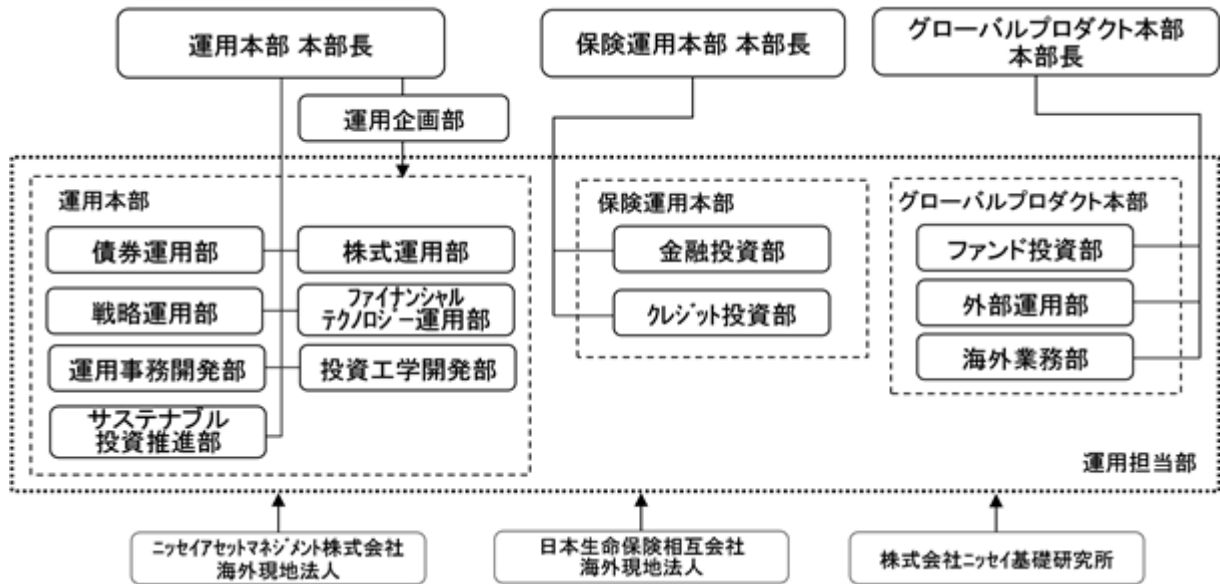 運用本部 本部長
保険運用本部 本部長
グローバルプロダクト本部
本部長
運用企画部
運用本部
債券運用部
株式運用部
戦略運用部
ファイナンシャル
テクノロジー運用部
運用事務開発部
投資工学開発部
サステナブル
投資推進部
保険運用本部
金融投資部
クレジット投資部
グローバルプロダクト本部
ファンド投資部
外部運用部
海外業務部
運用担当部
ニッセイアセットマネジメント株式会社
海外現地法人
日本生命保険相互会社
海外現地法人
株式会社ニッセイ基礎研究所